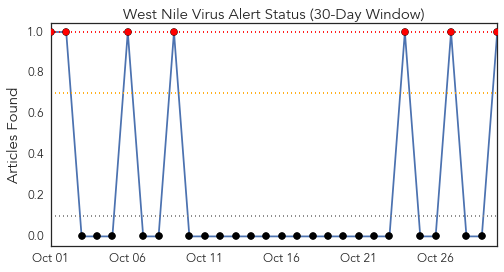 West Nile Virus Alert Status (30-Day Window)
Articles Found
1.0
0.8
0.6
0.4
0.2
0.0
Oct 01 Oct 06 Oct 11 Oct 16 Oct 21 Oct 26